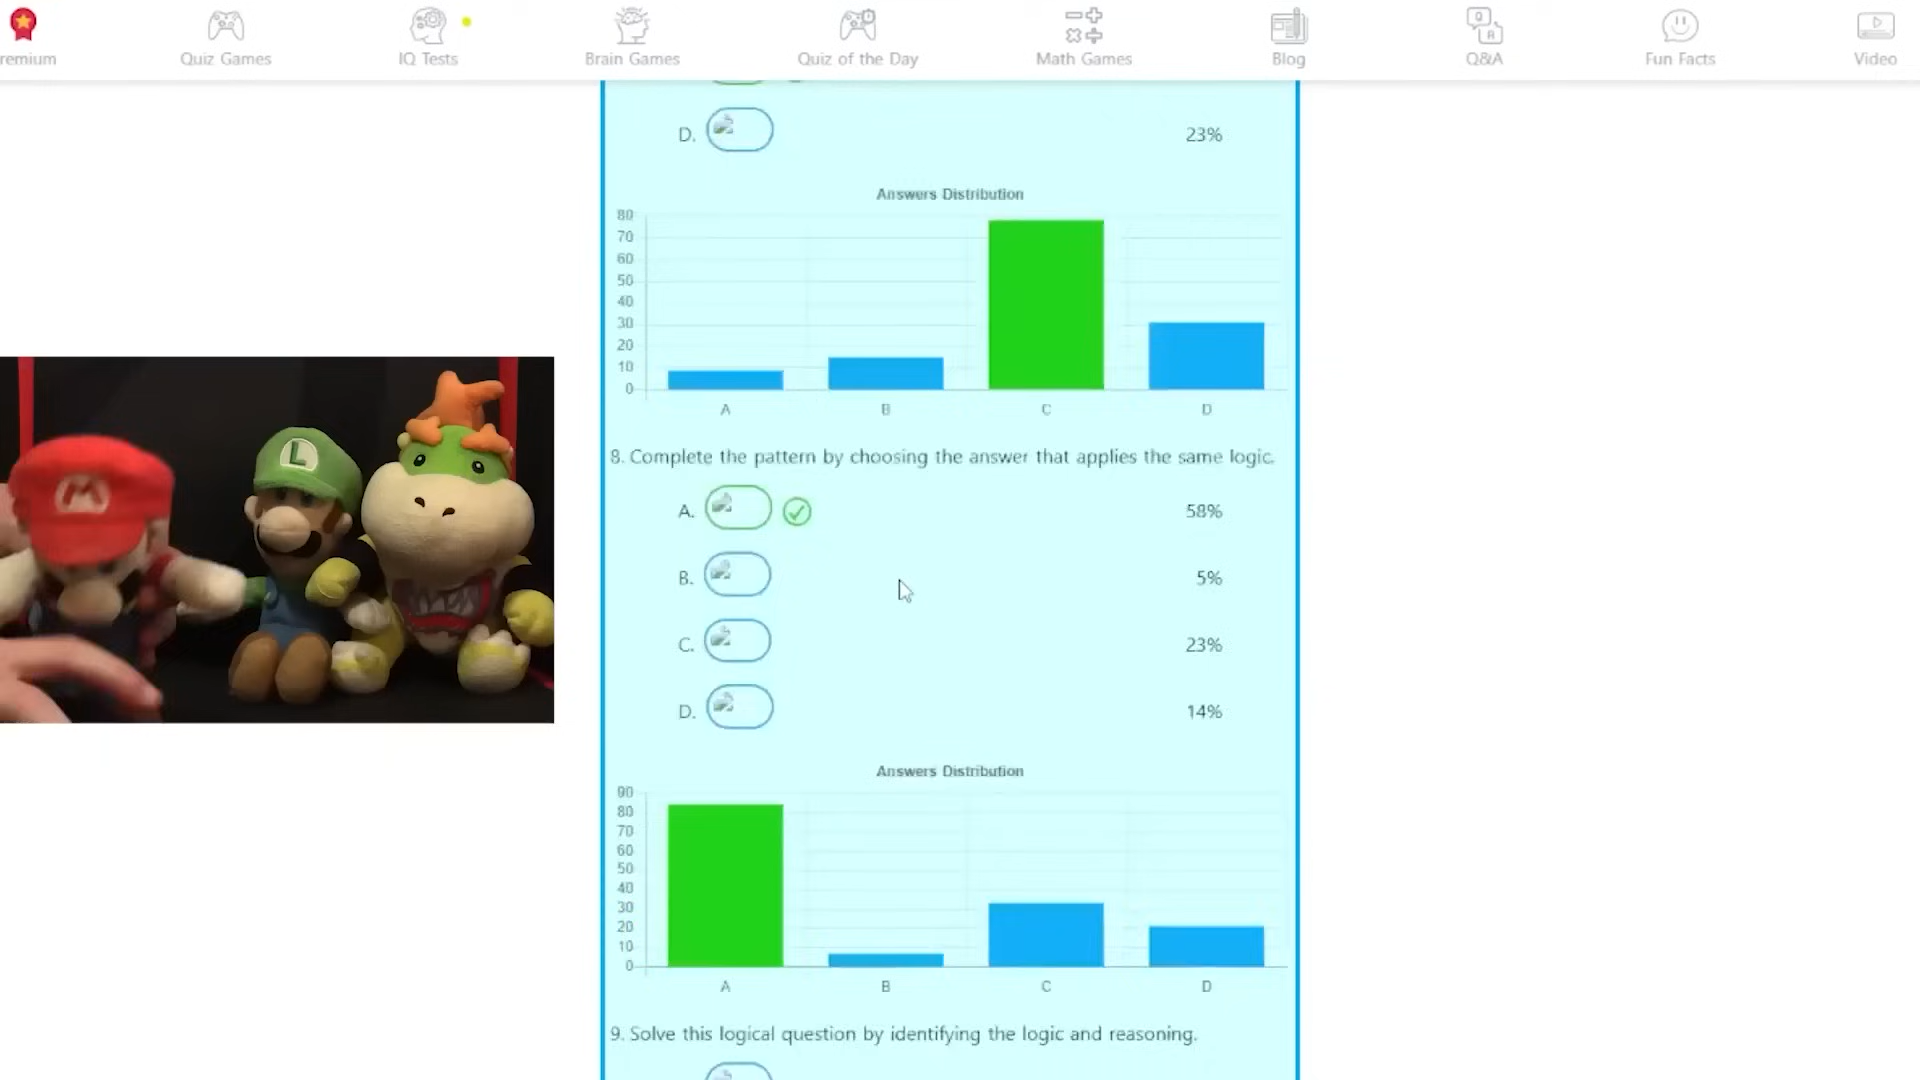 remium
Quiz Games
IQ Tests
Brain Games
Quiz of the Day
Math Games
Blog
Q&A
Fun Facts
Video
D. 23%
Answers Distribution
80
70
60
50
40
30
20
10
0
A B C D
8. Complete the pattern by choosing the answer that applies the same logic.
A. 58%
B. 5%
C. 23%
D. 14%
Answers Distribution
90
80
70
60
50
40
30
20
10
0
A B C D
9. Solve this logical question by identifying the logic and reasoning.
M
L